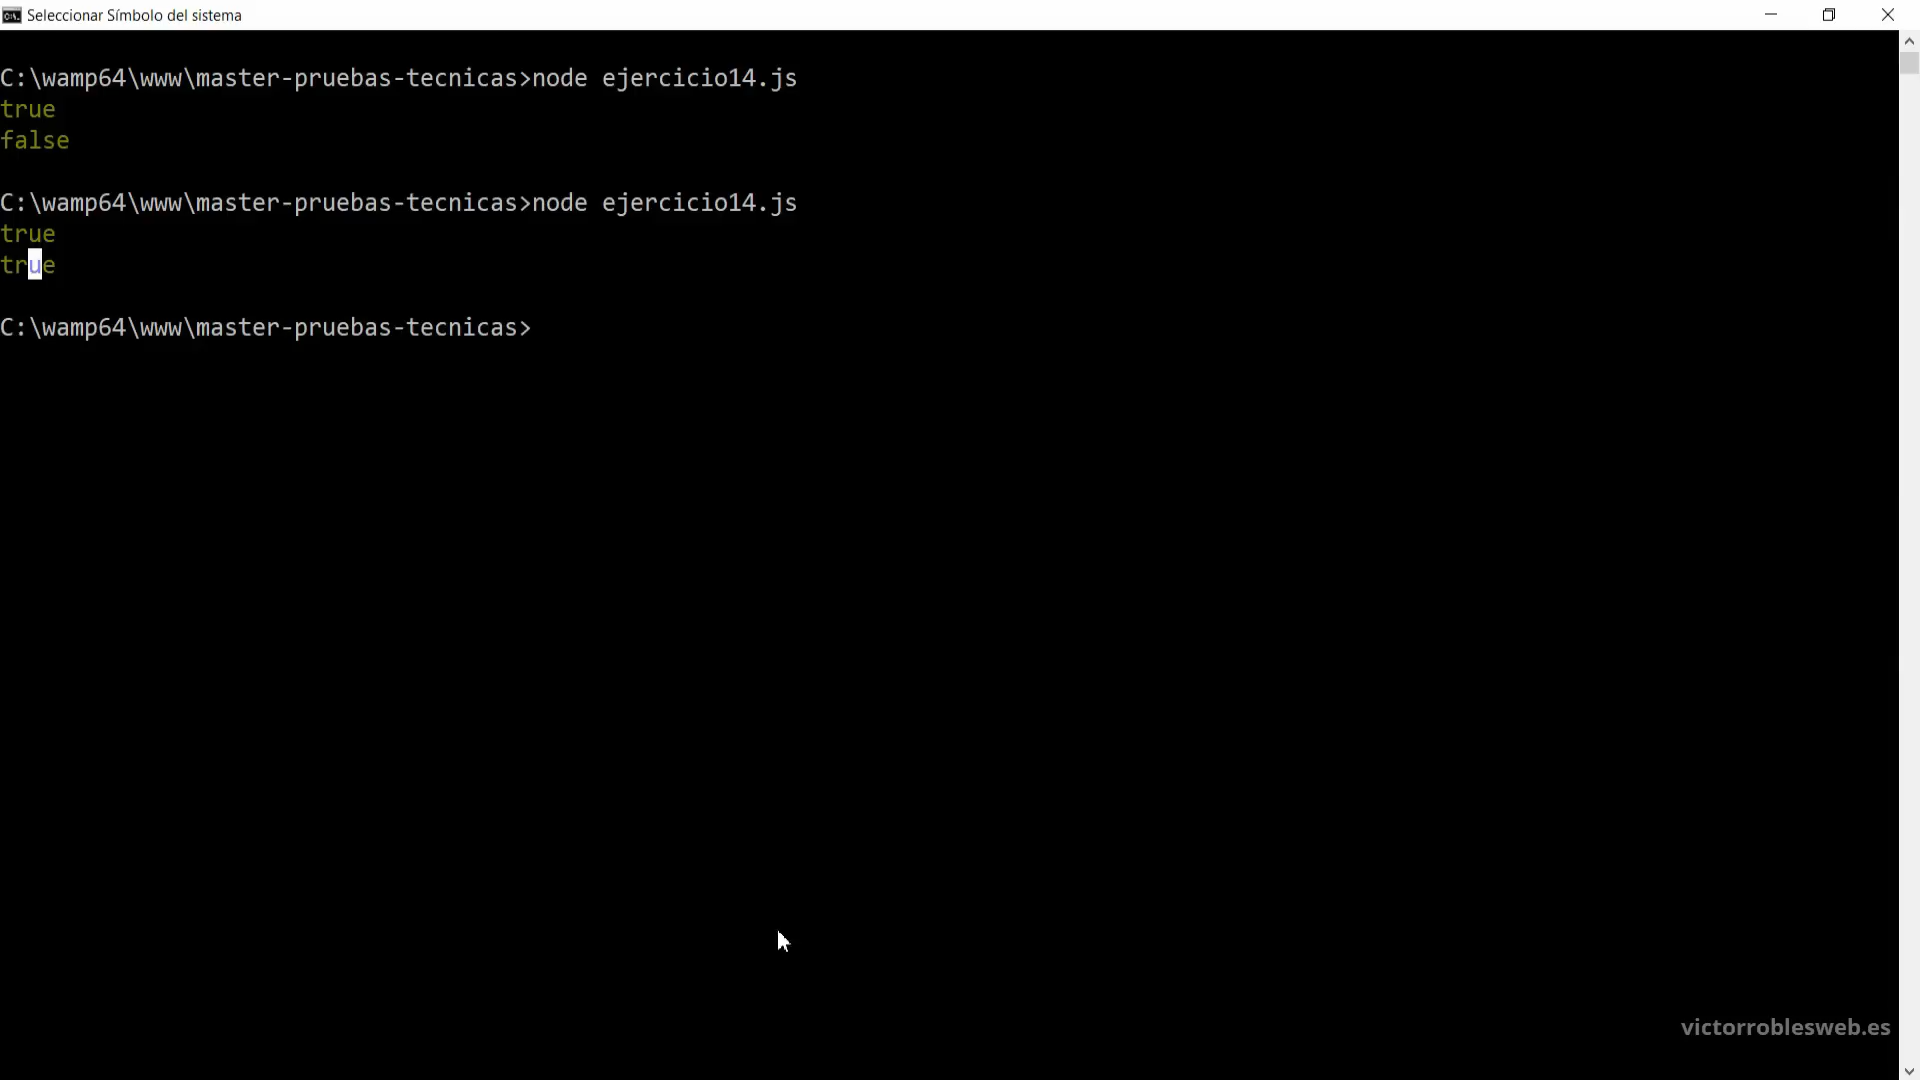 Seleccionar Símbolo del sistema
C:\wamp64\www\master-pruebas-tecnicas>node ejercicio14.js
true
false
C:\wamp64\www\master-pruebas-tecnicas>node ejercicio14.js
true
true
C:\wamp64\www\master-pruebas-tecnicas>
victorroblesweb.es